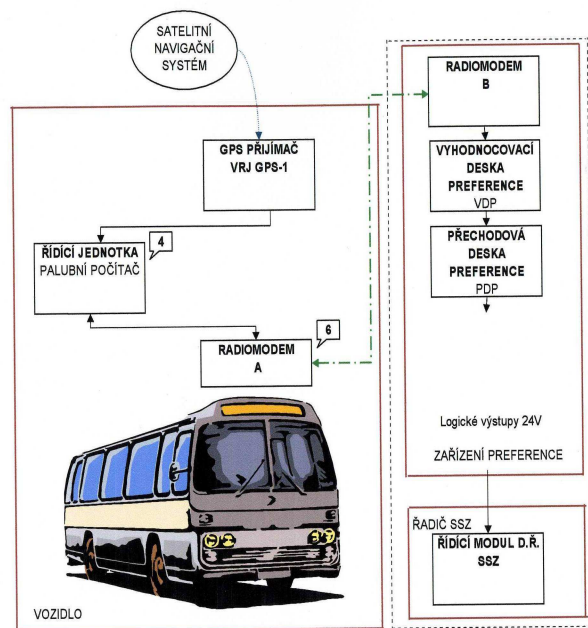 SATELITNÍ
NAVIGAČNÍ
SYSTÉM
GPS PŘIJÍMAČ
VRJ GPS-1
4
ŘÍDÍCÍ JEDNOTKA
PALUBNÍ POČÍTAČ
6
RADIOMODEM
A
VOZIDLO
RADIOMODEM
B
VYHODNOCOVACÍ
DESKA
PREFERENCE
VDP
PŘECHODOVÁ
DESKA
PREFERENCE
PDP
Logické výstupy 24V
ZAŘÍZENÍ PREFERENCE
ŘADIČ SSZ
ŘÍDÍCÍ MODUL D.Ř.
SSZ